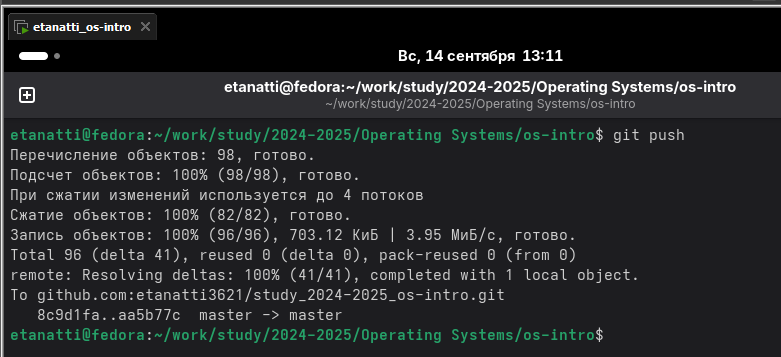 etanatti_os-intro
Вс, 14 сентября 13:11
etanatti@fedora:~/work/study/2024-2025/Operating Systems/os-intro
~/work/study/2024-2025/Operating Systems/os-intro
etanatti@fedora:~/work/study/2024-2025/Operating Systems/os-intro$ git push
Перечисление объектов: 98, готово.
Подсчет объектов: 100% (98/98), готово.
При сжатии изменений используется до 4 потоков
Сжатие объектов: 100% (82/82), готово.
Запись объектов: 100% (96/96), 703.12 КиБ | 3.95 МиБ/с, готово.
Total 96 (delta 41), reused 0 (delta 0), pack-reused 0 (from 0)
remote: Resolving deltas: 100% (41/41), completed with 1 local object.
To github.com:etanatti3621/study_2024-2025_os-intro.git
8c9d1fa..aa5b77c master -> master
etanatti@fedora:~/work/study/2024-2025/Operating Systems/os-intro$